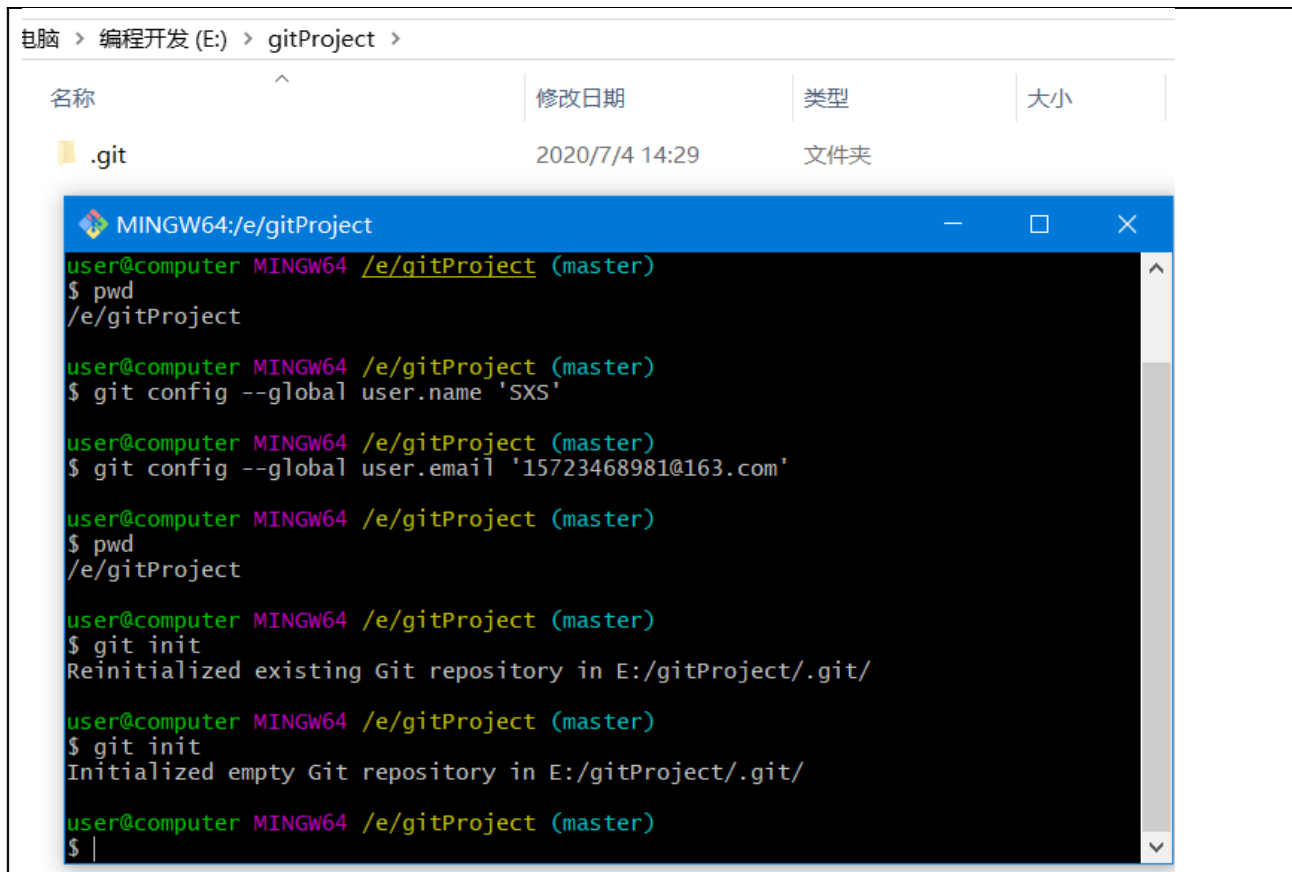 电脑 > 编程开发 (E:) > gitProject >
名称 修改日期 类型 大小
.git 2020/7/4 14:29 文件夹
MINGW64:/e/gitProject
user@computer MINGW64 /e/gitProject (master)
$ pwd
/e/gitProject
user@computer MINGW64 /e/gitProject (master)
$ git config --global user.name 'SXS'
user@computer MINGW64 /e/gitProject (master)
$ git config --global user.email '15723468981@163.com'
user@computer MINGW64 /e/gitProject (master)
$ pwd
/e/gitProject
user@computer MINGW64 /e/gitProject (master)
$ git init
Reinitialized existing Git repository in E:/gitProject/.git/
user@computer MINGW64 /e/gitProject (master)
$ git init
Initialized empty Git repository in E:/gitProject/.git/
user@computer MINGW64 /e/gitProject (master)
$